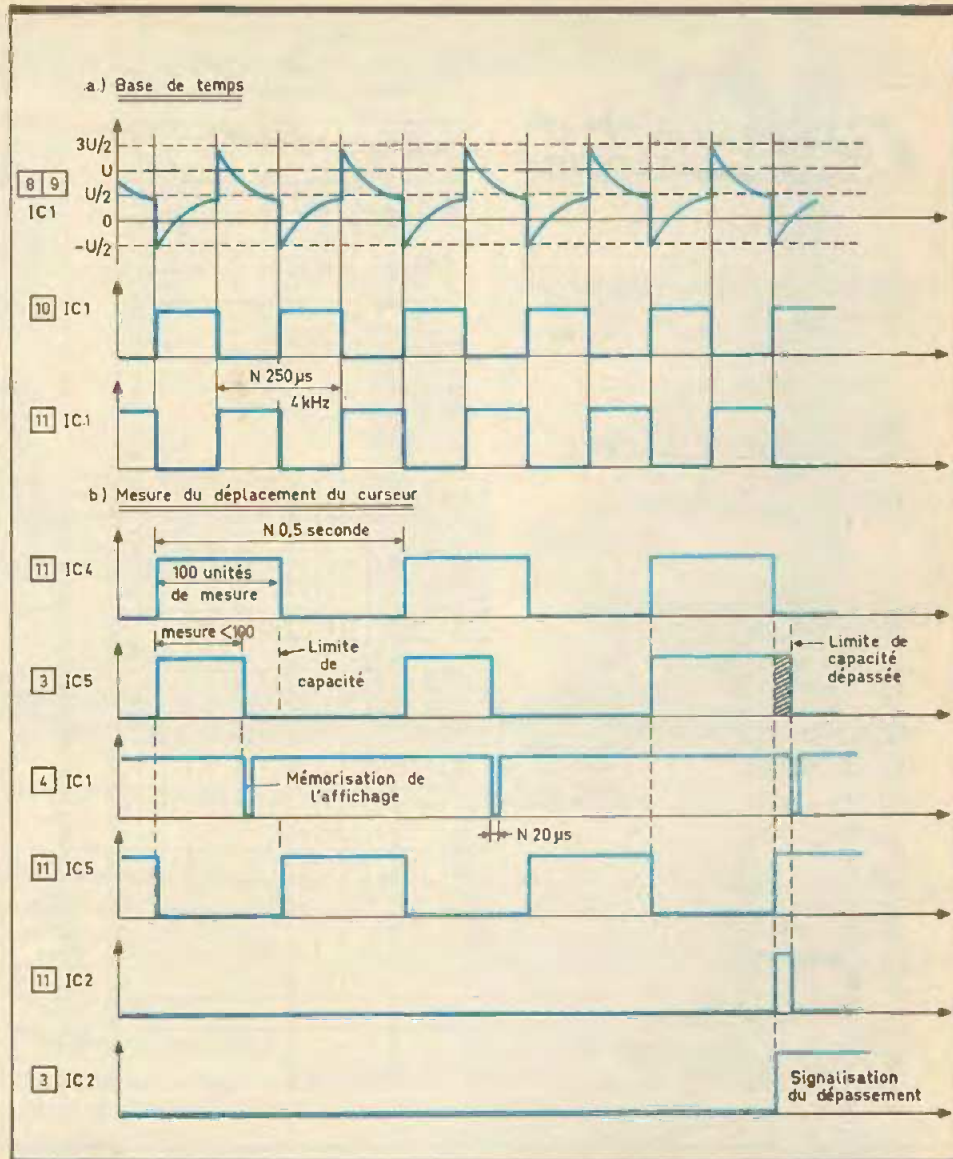 a) Base de temps
3U/2
U
8 9
U/2
IC1
0
-U/2
10 IC1
N 250 µs
4 kHz
11 IC1
b) Mesure du déplacement du curseur
N 0,5 seconde
11 IC4
100 unités
de mesure
mesure <100
Limite
de
capacité
Limite de
capacité
dépassée
3 IC5
4 IC1
Mémorisation de
l'affichage
N 20 µs
11 IC5
11 IC2
3 IC2
Signalisation
du dépassement